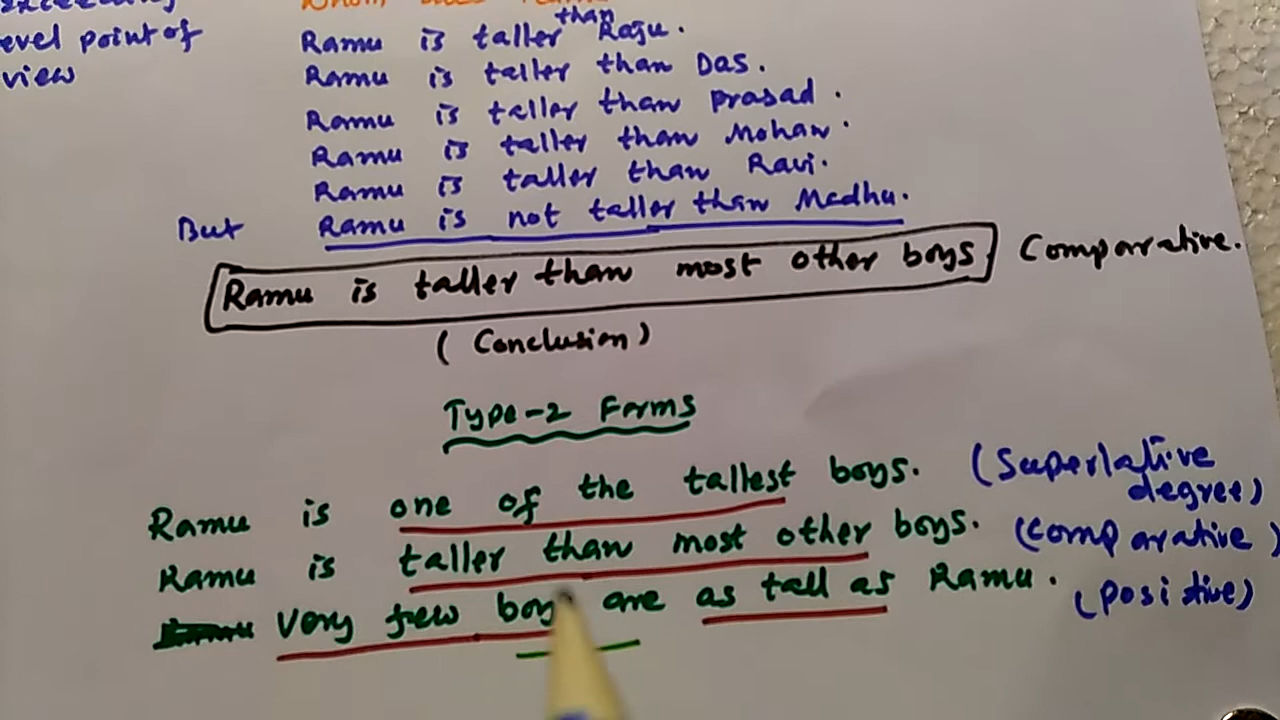 evel point of
view
than
Ramu is taller Raju.
Ramu is taller than Das.
Ramu is taller than prasad.
Ramu is taller than Mohan.
Ramu is taller than Ravi.
But Ramu is not taller than Madhu.
Ramu is taller than most other boys Comparative.
(Conclusion)
Type-2 Forms
Ramu is one of the tallest boys. (Superlative
degree)
Ramu is taller than most other boys. (Comparative)
Very few boys are as tall as Ramu. (positive)